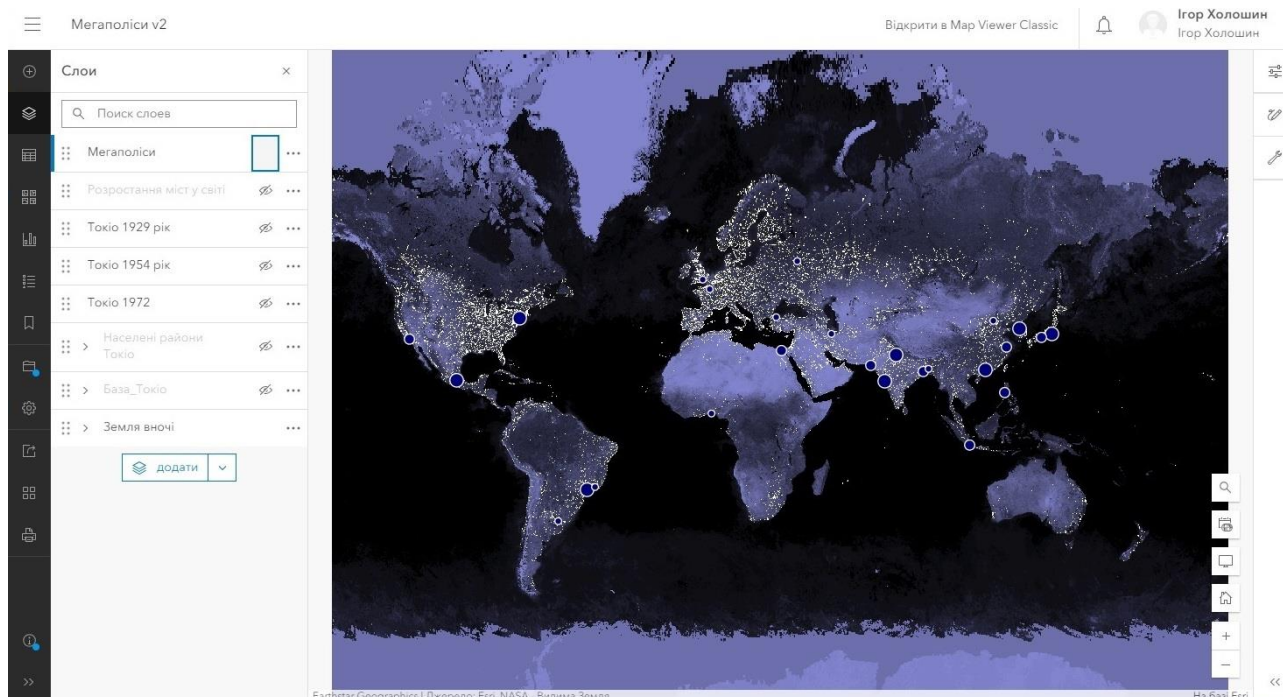 Мегаполіси v2
Відкрити в Map Viewer Classic
Ігор Холошин
Ігор Холошин
Слои
Поиск слоев
Мегаполіси
Розростання міст у світі
Токіо 1929 рік
Токіо 1954 рік
Токіо 1972
Населені райони
Токіо
База_Токіо
Земля вночі
додати
Earthstar Geographics | Джерело: Esri, NASA - Видима Земля
На базі Esri